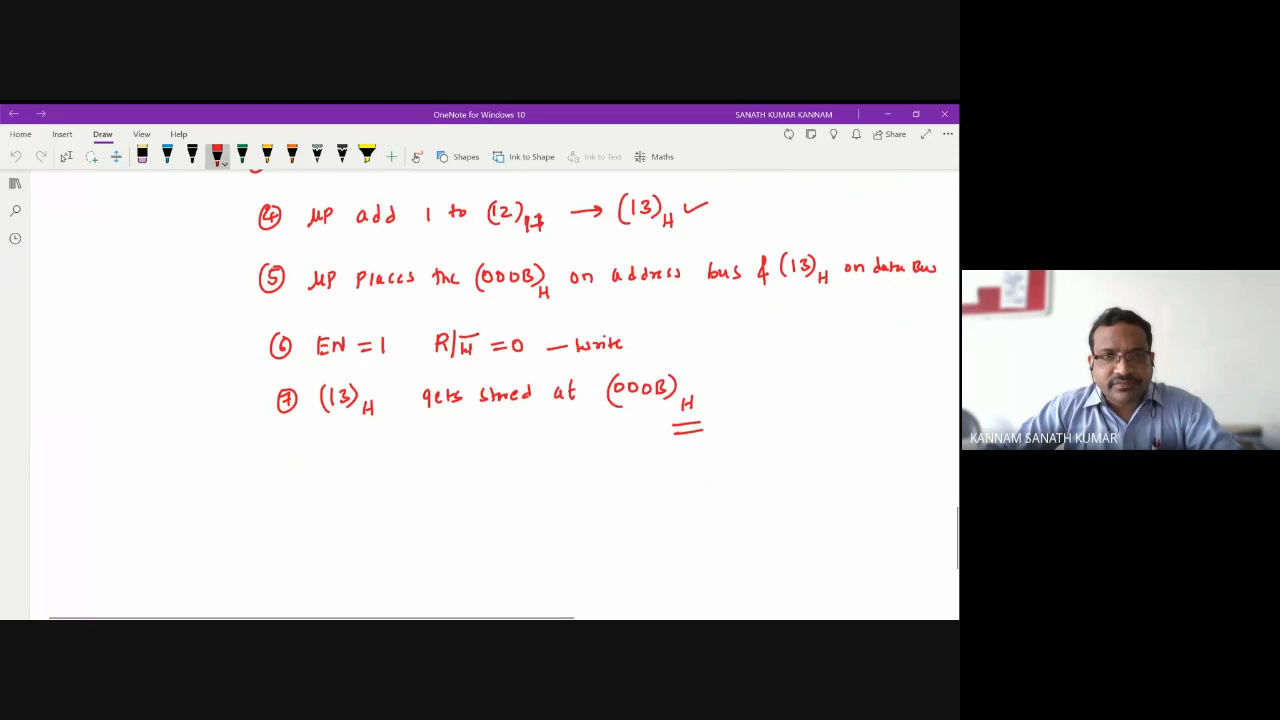 OneNote for Windows 10
SANATH KUMAR KANNAM
Home Insert Draw View Help
Share
Shapes Ink to Shape Ink to Text Maths
④ μP add 1 to (12)H → (13)H ✓
⑤ μP places the (000B)H on address bus & (13)H on data Bus
⑥ EN = 1 R/W̅ = 0 — Write
⑦ (13)H gets stored at (000B)H
KANNAM SANATH KUMAR